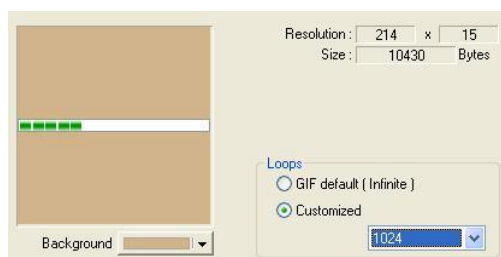 Resolution : 214 x 15
Size : 10430 Bytes
Loops
GIF default ( Infinite )
Customized
1024
Background